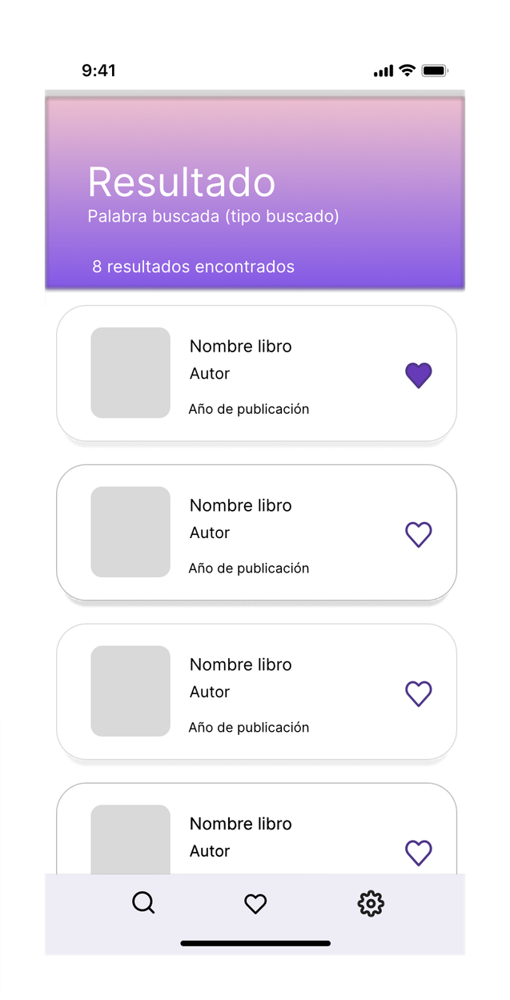 9:41
Resultado
Palabra buscada (tipo buscado)
8 resultados encontrados
Nombre libro
Autor
Año de publicación
Nombre libro
Autor
Año de publicación
Nombre libro
Autor
Año de publicación
Nombre libro
Autor